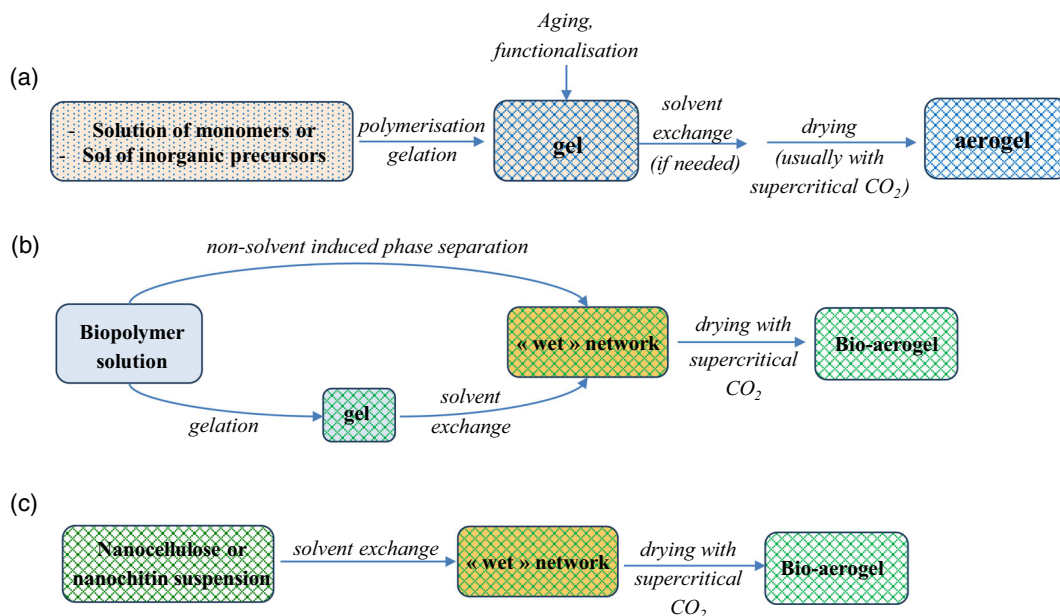 (a)
Aging,
functionalisation
- Solution of monomers or
- Sol of inorganic precursors
polymerisation
gelation
gel
solvent
exchange
(if needed)
drying
(usually with
supercritical CO₂)
aerogel
(b)
non-solvent induced phase separation
Biopolymer
solution
gelation
gel
solvent
exchange
« wet » network
drying with
supercritical
CO₂
Bio-aerogel
(c)
Nanocellulose or
nanochitin suspension
solvent exchange
« wet » network
drying with
supercritical
CO₂
Bio-aerogel